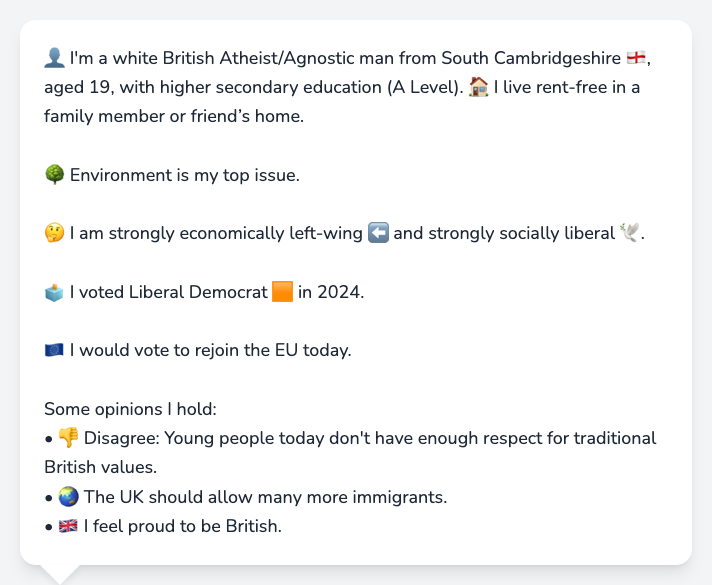 👤 I'm a white British Atheist/Agnostic man from South Cambridgeshire 🏴󠁧󠁢󠁥󠁮󠁧󠁿,
aged 19, with higher secondary education (A Level). 🏠 I live rent-free in a
family member or friend’s home.
🌳 Environment is my top issue.
🤔 I am strongly economically left-wing ⬅️ and strongly socially liberal 🕊️.
🗳️ I voted Liberal Democrat 🟧 in 2024.
🇪🇺 I would vote to rejoin the EU today.
Some opinions I hold:
• 👎 Disagree: Young people today don't have enough respect for traditional
British values.
• 🌏 The UK should allow many more immigrants.
• 🇬🇧 I feel proud to be British.